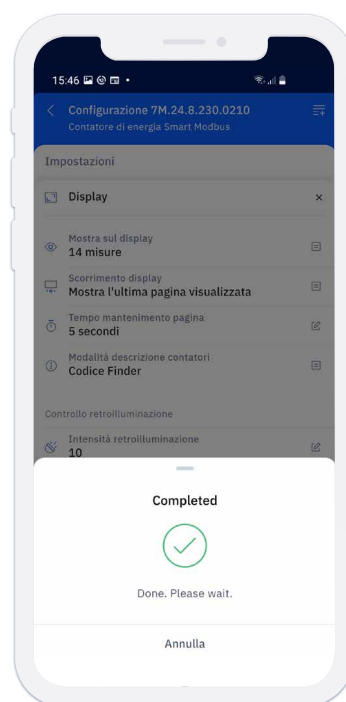 15:46
Configurazione 7M.24.8.230.0210
Contatore di energia Smart Modbus
Impostazioni
Display
Mostra sul display
14 misure
Scorrimento display
Mostra l'ultima pagina visualizzata
Tempo mantenimento pagina
5 secondi
Modalità descrizione contatori
Codice Finder
Controllo retroilluminazione
Intensità retroilluminazione
10
Completed
Done. Please wait.
Annulla